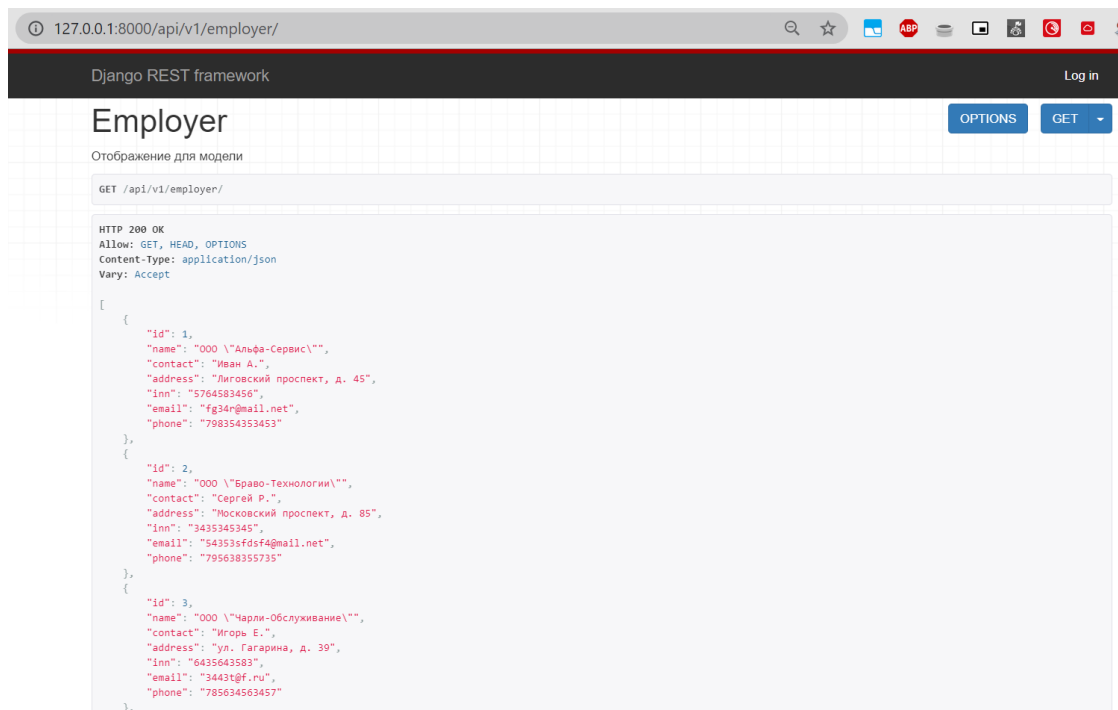 127.0.0.1:8000/api/v1/employer/
ABP
Django REST framework
Log in
Employer
OPTIONS
GET
Отображение для модели
GET /api/v1/employer/
HTTP 200 OK
Allow: GET, HEAD, OPTIONS
Content-Type: application/json
Vary: Accept
[
{
"id": 1,
"name": "ООО \"Альфа-Сервис\"",
"contact": "Иван А.",
"address": "Лиговский проспект, д. 45",
"inn": "5764583456",
"email": "fg34r@mail.net",
"phone": "798354353453"
},
{
"id": 2,
"name": "ООО \"Браво-Технологии\"",
"contact": "Сергей Р.",
"address": "Московский проспект, д. 85",
"inn": "3435345345",
"email": "54353sfdsf4@mail.net",
"phone": "795638355735"
},
{
"id": 3,
"name": "ООО \"Чарли-Обслуживание\"",
"contact": "Игорь Е.",
"address": "ул. Гагарина, д. 39",
"inn": "6435643583",
"email": "3443t@f.ru",
"phone": "785634563457"
},